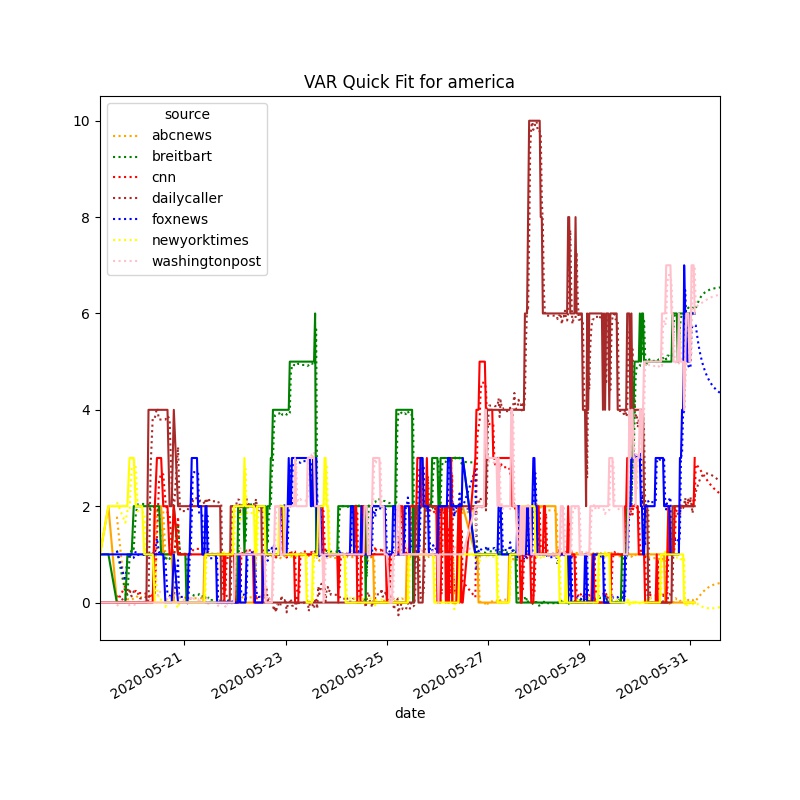 VAR Quick Fit for america
source
abcnews
breitbart
cnn
dailycaller
foxnews
newyorktimes
washingtonpost
10
8
6
4
2
0
2020-05-21
2020-05-23
2020-05-25
2020-05-27
2020-05-29
2020-05-31
date